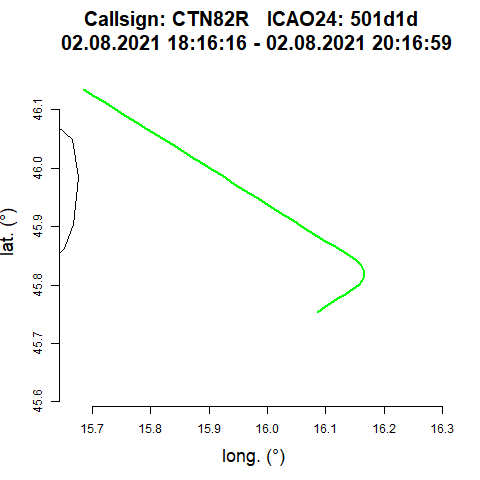 Callsign: CTN82R   ICAO24: 501d1d
02.08.2021 18:16:16 - 02.08.2021 20:16:59
46.1
46.0
45.9
45.8
45.7
45.6
lat. (°)
15.7 15.8 15.9 16.0 16.1 16.2 16.3
long. (°)